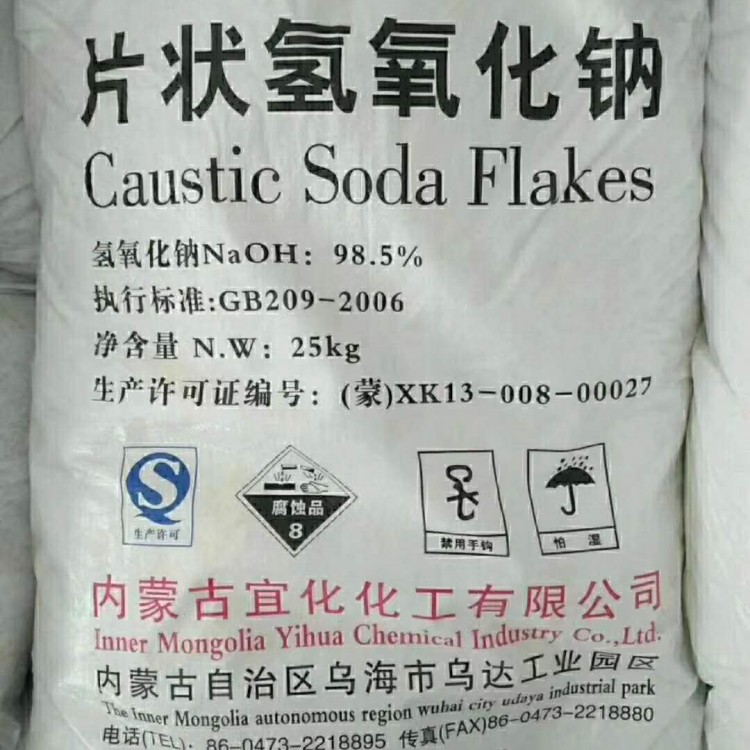 片状氢氧化钠
Caustic Soda Flakes
氢氧化钠NaOH：98.5%
执行标准:GB209-2006
净含量 N.W：25kg
生产许可证编号：(蒙)XK13-008-00027
生产许可
腐蚀品
8
禁用手钩
怕 湿
内蒙古宜化化工有限公司
Inner Mongolia Yihua Chemical Industry Co.,Ltd.
内蒙古自治区乌海市乌达工业园区
The Inner Mongolia autonomous region wuhai city udaya industrial park
电话(TEL)：86-0473-2218895 传真(FAX)86-0473-2218880